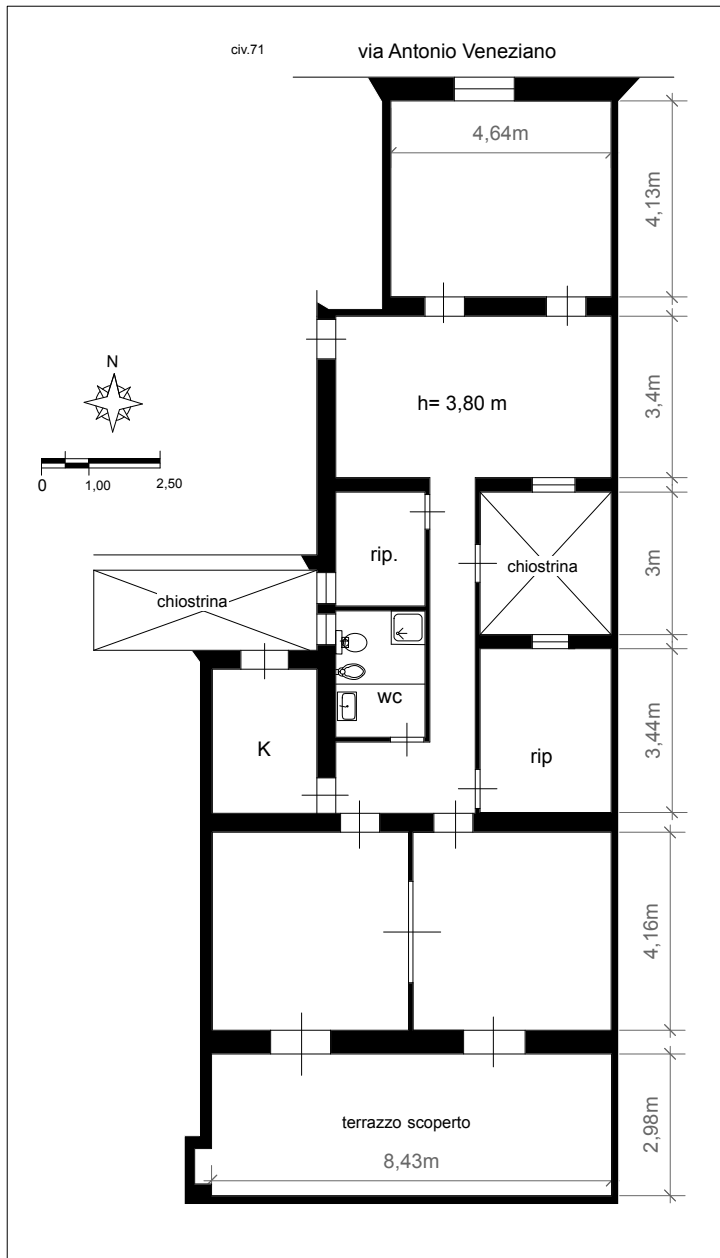 civ.71
via Antonio Veneziano
4,64m
4,13m
h= 3,80 m
3,4m
N
0 1,00 2,50
rip.
chiostrina
3m
chiostrina
wc
K
rip
3,44m
4,16m
terrazzo scoperto
8,43m
2,98m